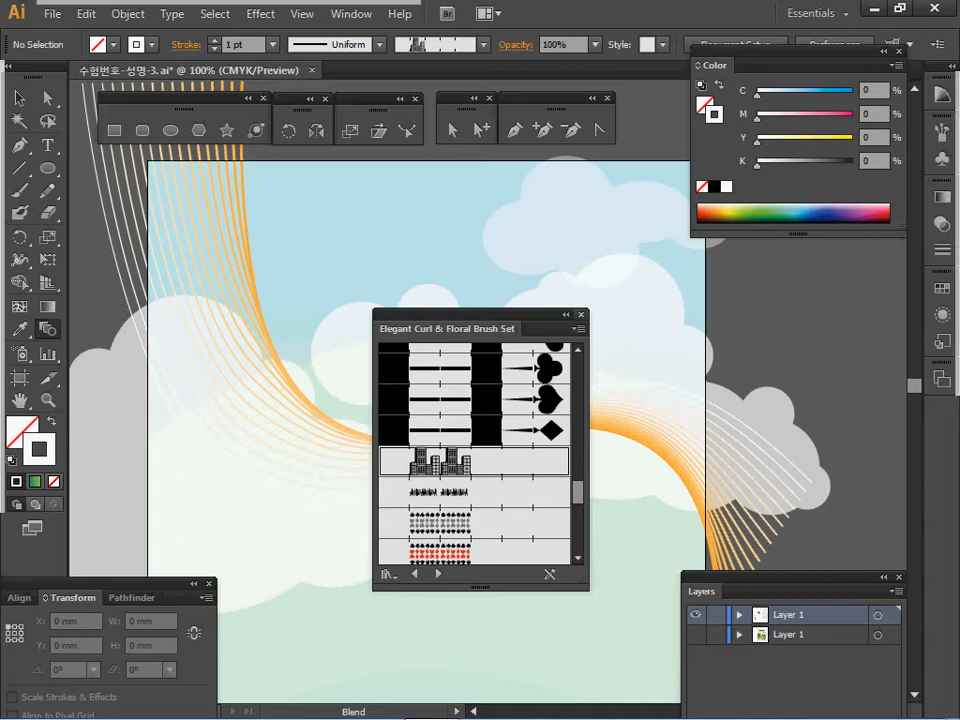 Ai File Edit Object Type Select Effect View Window Help Br Essentials
No Selection Stroke: 1 pt Uniform Opacity: 100% Style:
수험번호-성명-3.ai* @ 100% (CMYK/Preview)
Color
C 0 %
M 0 %
Y 0 %
K 0 %
Elegant Curl & Floral Brush Set
Align Transform Pathfinder
X: 0 mm W: 0 mm
Y: 0 mm H: 0 mm
0° 0°
Scale Strokes & Effects
Align to Pixel Grid
Blend
Layers
Layer 1
Layer 1